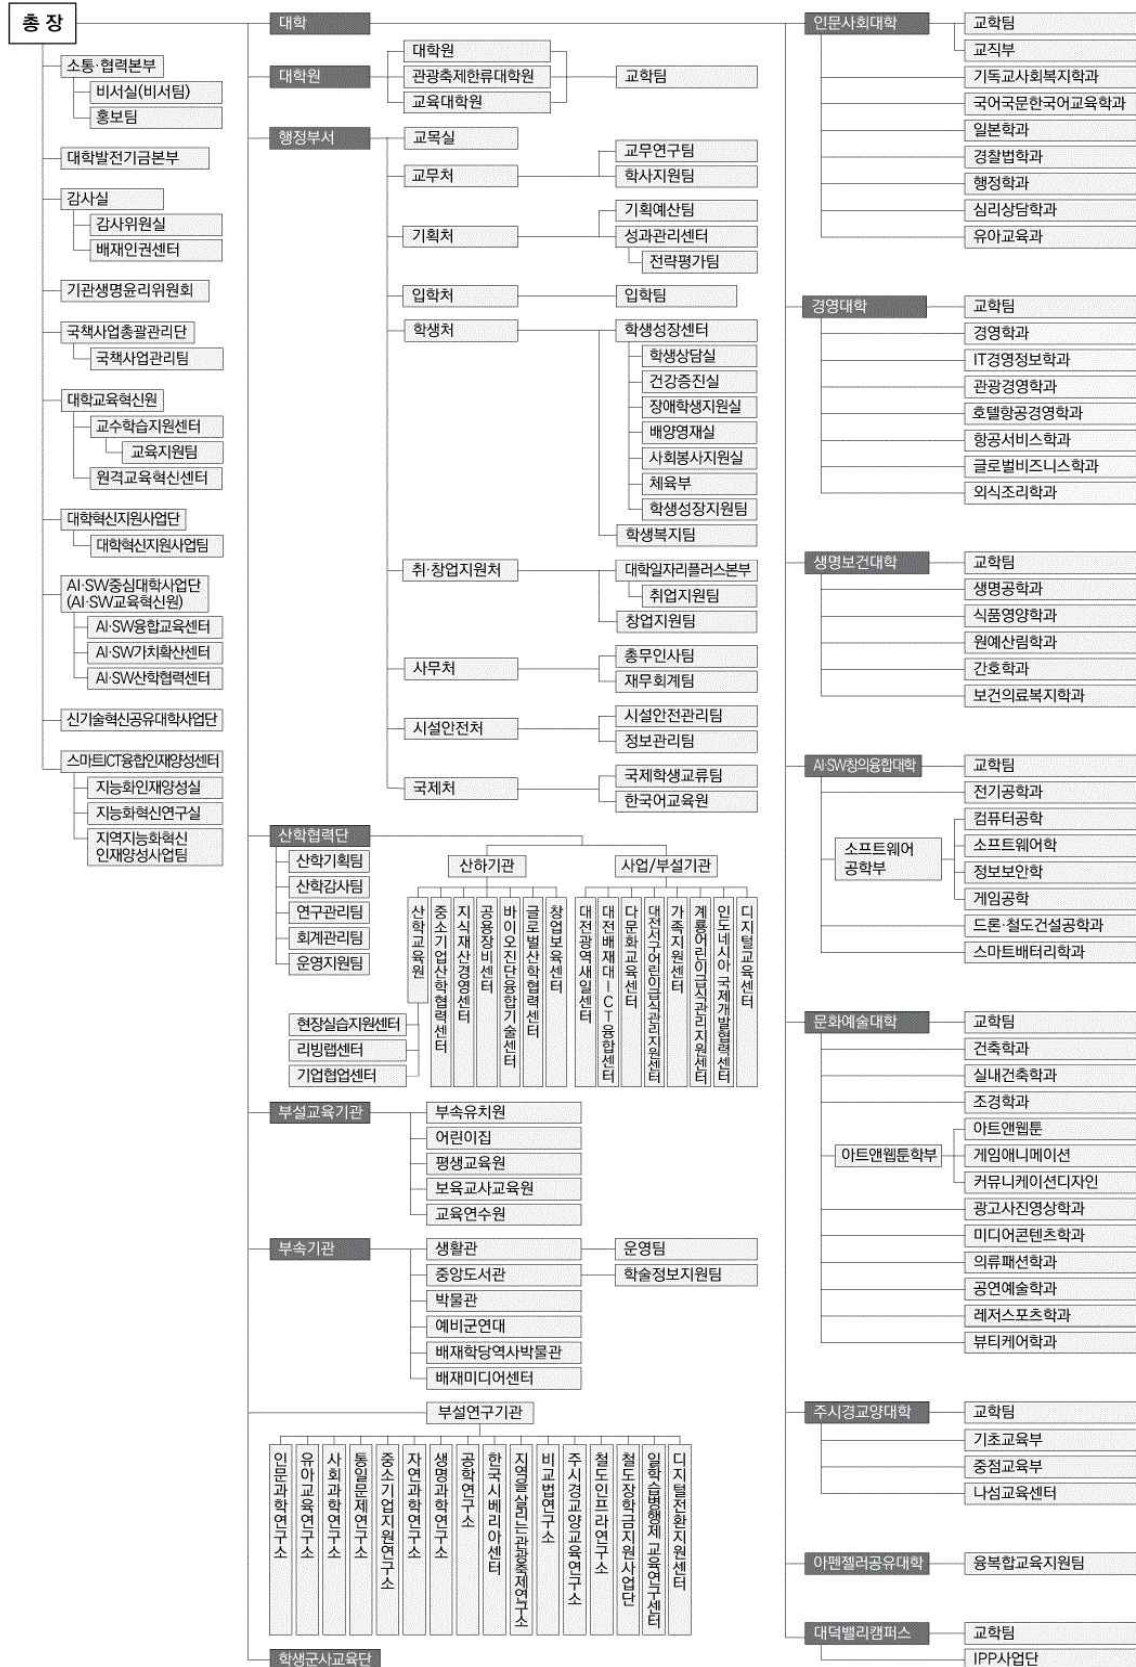 총 장
소통·협력본부
비서실(비서팀)
홍보팀
대학발전기금본부
감사실
감사위원실
배재인권센터
기관생명윤리위원회
국책사업총괄관리단
국책사업관리팀
대학교육혁신원
교수학습지원센터
교육지원팀
원격교육혁신센터
대학혁신지원사업단
대학혁신지원사업팀
AI·SW중심대학사업단
(AI·SW교육혁신원)
AI·SW융합교육센터
AI·SW가치확산센터
AI·SW산학협력센터
신기술혁신공유대학사업단
스마트ICT융합인재양성센터
지능화인재양성실
지능화혁신연구실
지역지능화혁신
인재양성사업팀
대학
대학원
대학원
관광축제한류대학원
교육대학원
교학팀
행정부서
교목실
교무처
교무연구팀
학사지원팀
기획처
기획예산팀
성과관리센터
전략평가팀
입학처
입학팀
학생처
학생성장센터
학생상담실
건강증진실
장애학생지원실
배양영재실
사회봉사지원실
체육부
학생성장지원팀
학생복지팀
취·창업지원처
대학일자리플러스본부
취업지원팀
창업지원팀
사무처
총무인사팀
재무회계팀
시설안전처
시설안전관리팀
정보관리팀
국제처
국제학생교류팀
한국어교육원
산학협력단
산학기획팀
산학감사팀
연구관리팀
회계관리팀
운영지원팀
산하기관
산학교육원
현장실습지원센터
리빙랩센터
기업협업센터
중소기업산학협력센터
지식재산경영센터
공용장비센터
바이오진단융합기술센터
글로벌산학협력센터
창업보육센터
사업/부설기관
대전광역새일센터
대전배재대-ICT융합센터
다문화교육센터
대전서구어린이급식관리지원센터
가족지원센터
계룡어린이급식관리지원센터
인도네시아 국제개발협력센터
디지털교육센터
부설교육기관
부속유치원
어린이집
평생교육원
보육교사교육원
교육연수원
부속기관
생활관
운영팀
중앙도서관
학술정보지원팀
박물관
예비군연대
배재학당역사박물관
배재미디어센터
부설연구기관
인문과학연구소
유아교육연구소
사회과학연구소
통일문제연구소
중소기업지원연구소
자연과학연구소
생명과학연구소
공학연구소
한국시베리아센터
지역을살리는관광축제연구소
비교법연구소
주시경교양교육연구소
철도인프라연구소
철도장학금지원사업단
일학습병행제 교육연구센터
디지털전환지원센터
학생군사교육단
인문사회대학
교학팀
교직부
기독교사회복지학과
국어국문한국어교육학과
일본학과
경찰법학과
행정학과
심리상담학과
유아교육과
경영대학
교학팀
경영학과
IT경영정보학과
관광경영학과
호텔항공경영학과
항공서비스학과
글로벌비즈니스학과
외식조리학과
생명보건대학
교학팀
생명공학과
식품영양학과
원예산림학과
간호학과
보건의료복지학과
AI·SW창의융합대학
교학팀
전기공학과
소프트웨어
공학부
컴퓨터공학
소프트웨어학
정보보안학
게임공학
드론·철도건설공학과
스마트배터리학과
문화예술대학
교학팀
건축학과
실내건축학과
조경학과
아트앤웹툰학부
아트앤웹툰
게임애니메이션
커뮤니케이션디자인
광고사진영상학과
미디어콘텐츠학과
의류패션학과
공연예술학과
레저스포츠학과
뷰티케어학과
주시경교양대학
교학팀
기초교육부
중점교육부
나섬교육센터
아펜젤러공유대학
융복합교육지원팀
대덕밸리캠퍼스
교학팀
IPP사업단